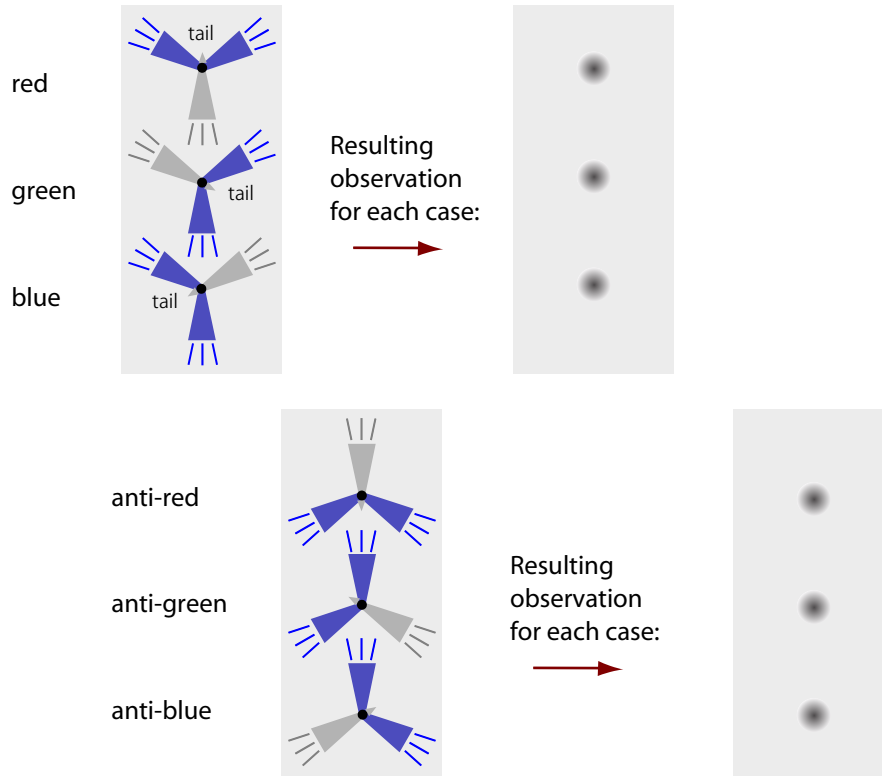 tail
red
Resulting
observation
for each case:
green
tail
blue
tail
anti-red
anti-green
Resulting
observation
for each case:
anti-blue